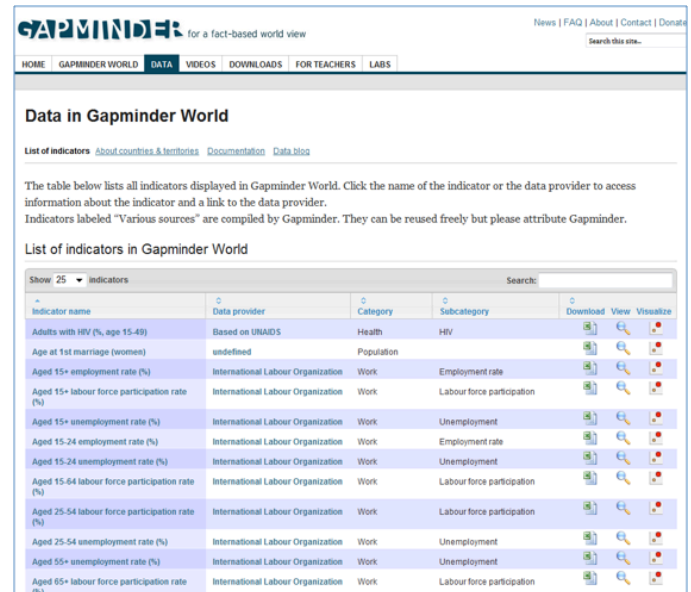 GAPMINDER for a fact-based world view
News | FAQ | About | Contact | Donate
Search this site...
HOME GAPMINDER WORLD DATA VIDEOS DOWNLOADS FOR TEACHERS LABS
Data in Gapminder World
List of indicators About countries & territories Documentation Data blog
The table below lists all indicators displayed in Gapminder World. Click the name of the indicator or the data provider to access
information about the indicator and a link to the data provider.
Indicators labeled "Various sources" are compiled by Gapminder. They can be reused freely but please attribute Gapminder.
List of indicators in Gapminder World
Show 25 indicators Search:
Indicator name Data provider Category Subcategory Download View Visualize
Adults with HIV (%, age 15-49) Based on UNAIDS Health HIV
Age at 1st marriage (women) undefined Population
Aged 15+ employment rate (%) International Labour Organization Work Employment rate
Aged 15+ labour force participation rate International Labour Organization Work Labour force participation
(%)
Aged 15+ unemployment rate (%) International Labour Organization Work Unemployment
Aged 15-24 employment rate (%) International Labour Organization Work Employment rate
Aged 15-24 unemployment rate (%) International Labour Organization Work Unemployment
Aged 15-64 labour force participation rate International Labour Organization Work Labour force participation
(%)
Aged 25-54 labour force participation rate International Labour Organization Work Labour force participation
(%)
Aged 25-54 unemployment rate (%) International Labour Organization Work Unemployment
Aged 55+ unemployment rate (%) International Labour Organization Work Unemployment
Aged 65+ labour force participation rate International Labour Organization Work Labour force participation
(%)